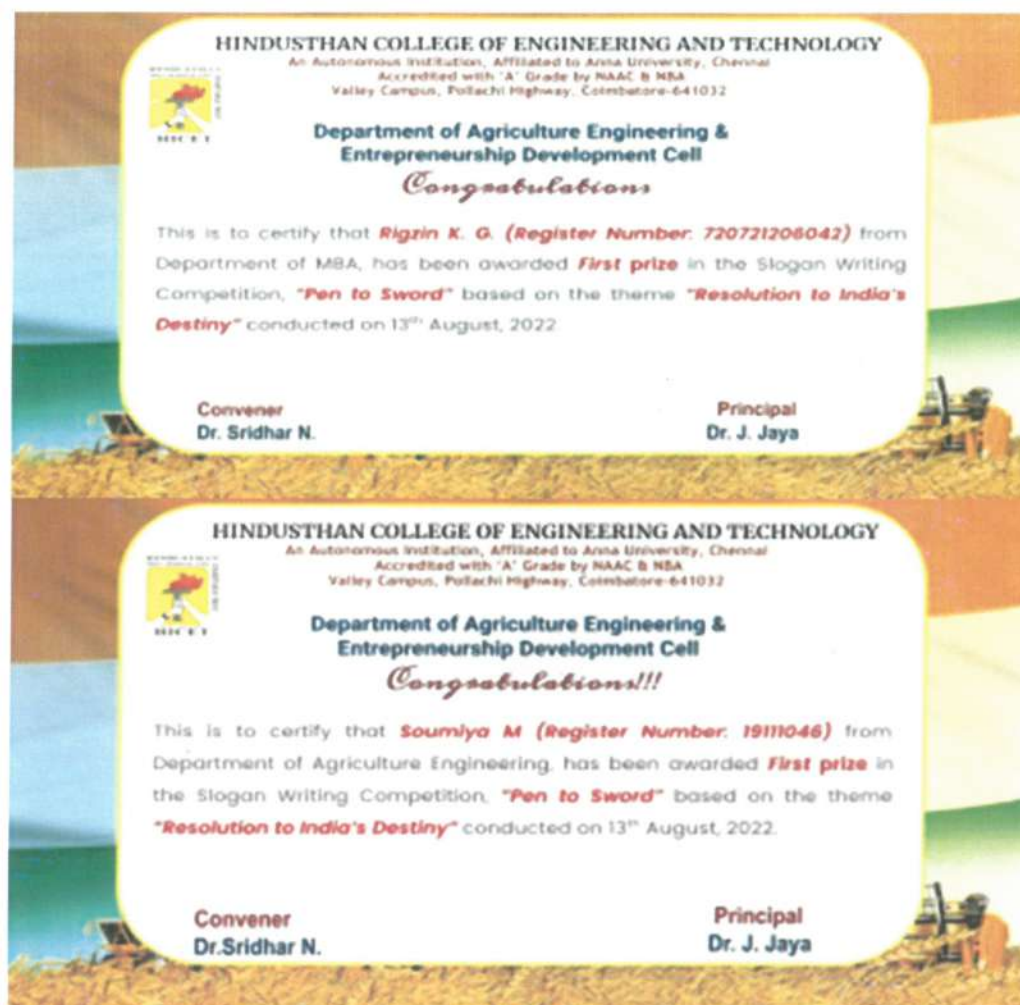 HINDUSTHAN COLLEGE OF ENGINEERING AND TECHNOLOGY
An Autonomous Institution, Affiliated to Anna University, Chennai
Accredited with 'A' Grade by NAAC & NBA
Valley Campus, Pollachi Highway, Coimbatore-641032
HICET
Department of Agriculture Engineering &
Entrepreneurship Development Cell
Congratulations
This is to certify that Rigzin K. G. (Register Number: 720721206042) from
Department of MBA, has been awarded First prize in the Slogan Writing
Competition, "Pen to Sword" based on the theme "Resolution to India's
Destiny" conducted on 13th August, 2022
Convener
Dr. Sridhar N.
Principal
Dr. J. Jaya
HINDUSTHAN COLLEGE OF ENGINEERING AND TECHNOLOGY
An Autonomous Institution, Affiliated to Anna University, Chennai
Accredited with 'A' Grade by NAAC & NBA
Valley Campus, Pollachi Highway, Coimbatore-641032
HICET
Department of Agriculture Engineering &
Entrepreneurship Development Cell
Congratulations!!!
This is to certify that Soumiya M (Register Number: 19111046) from
Department of Agriculture Engineering, has been awarded First prize in
the Slogan Writing Competition, "Pen to Sword" based on the theme
"Resolution to India's Destiny" conducted on 13th August, 2022.
Convener
Dr.Sridhar N.
Principal
Dr. J. Jaya